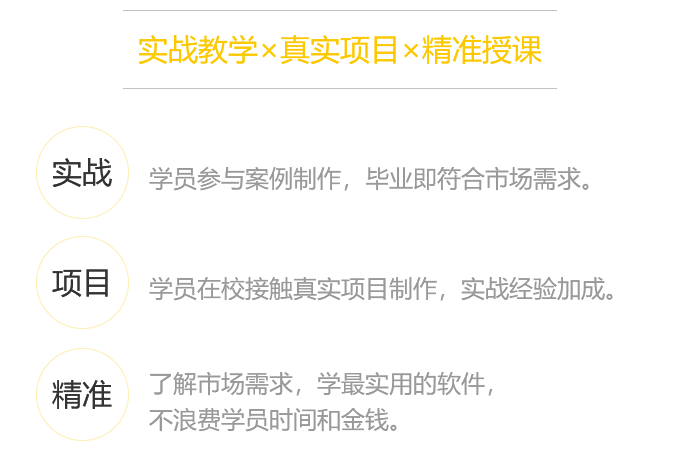 实战教学×真实项目×精准授课
实战
学员参与案例制作，毕业即符合市场需求。
项目
学员在校接触真实项目制作，实战经验加成。
精准
了解市场需求，学最实用的软件，
不浪费学员时间和金钱。